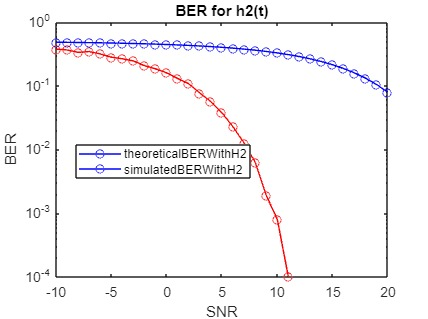 BER for h2(t)
10^0
10^-1
10^-2
10^-3
10^-4
BER
theoreticalBERWithH2
simulatedBERWithH2
-10 -5 0 5 10 15 20
SNR